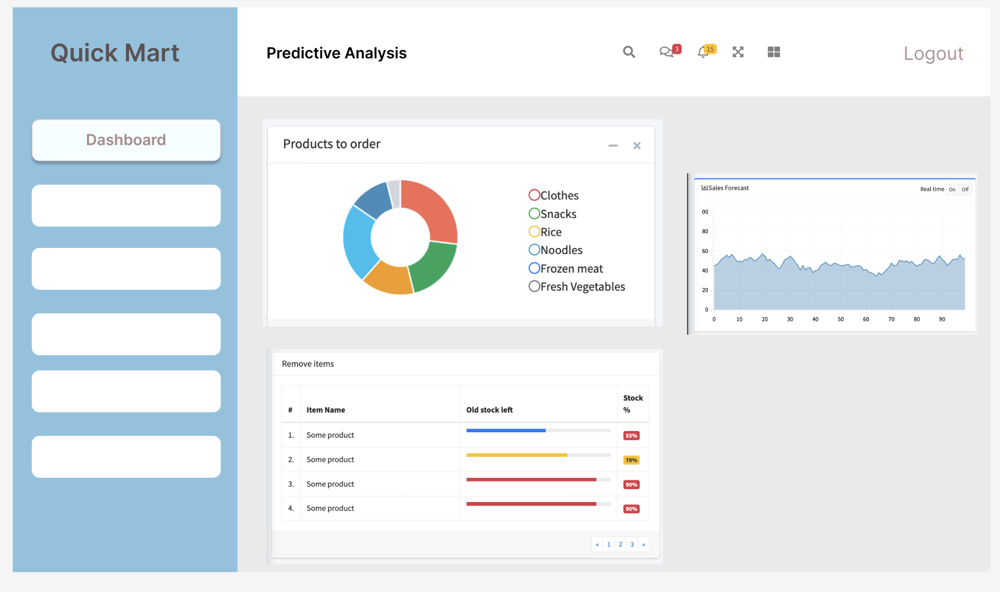 Quick Mart
Predictive Analysis
3
15
Logout
Dashboard
Products to order
Clothes
Snacks
Rice
Noodles
Frozen meat
Fresh Vegetables
Sales Forecast
Real time On Off
00
80
60
40
20
0
0 10 20 30 40 50 60 70 80 90
Remove items
# Item Name Old stock left Stock %
1. Some product 55%
2. Some product 70%
3. Some product 90%
4. Some product 90%
« 1 2 3 »